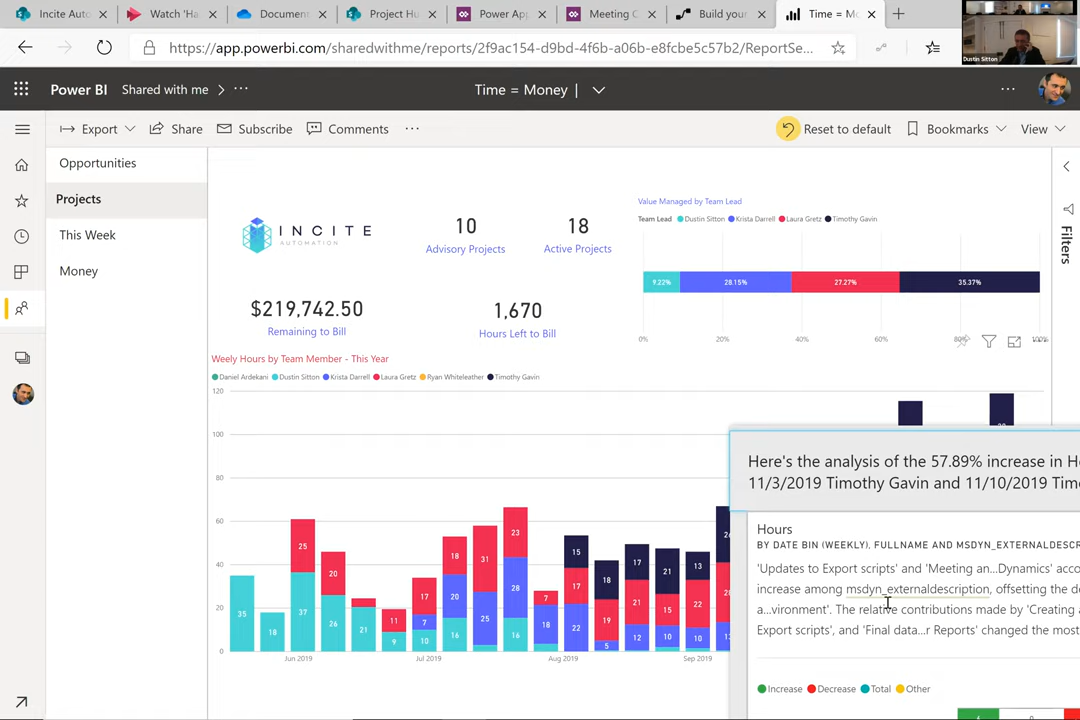 Incite Auto
Watch 'Ha
Document
Project Hu
Power App
Meeting C
Build your
Time = Mo
https://app.powerbi.com/sharedwithme/reports/2f9ac154-d9bd-4f6b-a06b-e8fcbe5c57b2/ReportSe...
Dustin Sitton
Power BI Shared with me > ···
Time = Money |
Export Share Subscribe Comments ···
Reset to default Bookmarks View
Opportunities
Projects
This Week
Money
Filters
INCITE
AUTOMATION
10
Advisory Projects
18
Active Projects
$219,742.50
Remaining to Bill
1,670
Hours Left to Bill
Value Managed by Team Lead
Team Lead Dustin Sitton Krista Darrell Laura Gretz Timothy Gavin
9.22% 28.15% 27.27% 35.37%
0% 20% 40% 60% 80% 100%
Weely Hours by Team Member - This Year
Daniel Ardekani Dustin Sitton Krista Darrell Laura Gretz Ryan Whiteleather Timothy Gavin
120
100
80
60
40
20
0
35
18
25
37
20
26
21
11
9
17
7
10
18
20
16
31
25
23
28
16
7
18
15
17
22
18
19
5
17
21
12
21
15
10
13
22
10
Jun 2019 Jul 2019 Aug 2019 Sep 2019
Here's the analysis of the 57.89% increase in H
11/3/2019 Timothy Gavin and 11/10/2019 Tim
Hours
BY DATE BIN (WEEKLY), FULLNAME AND MSDYN_EXTERNALDESCR
'Updates to Export scripts' and 'Meeting an...Dynamics' acco
increase among msdyn_externaldescription, offsetting the d
a...vironment'. The relative contributions made by 'Creating
Export scripts', and 'Final data...r Reports' changed the most
Increase Decrease Total Other